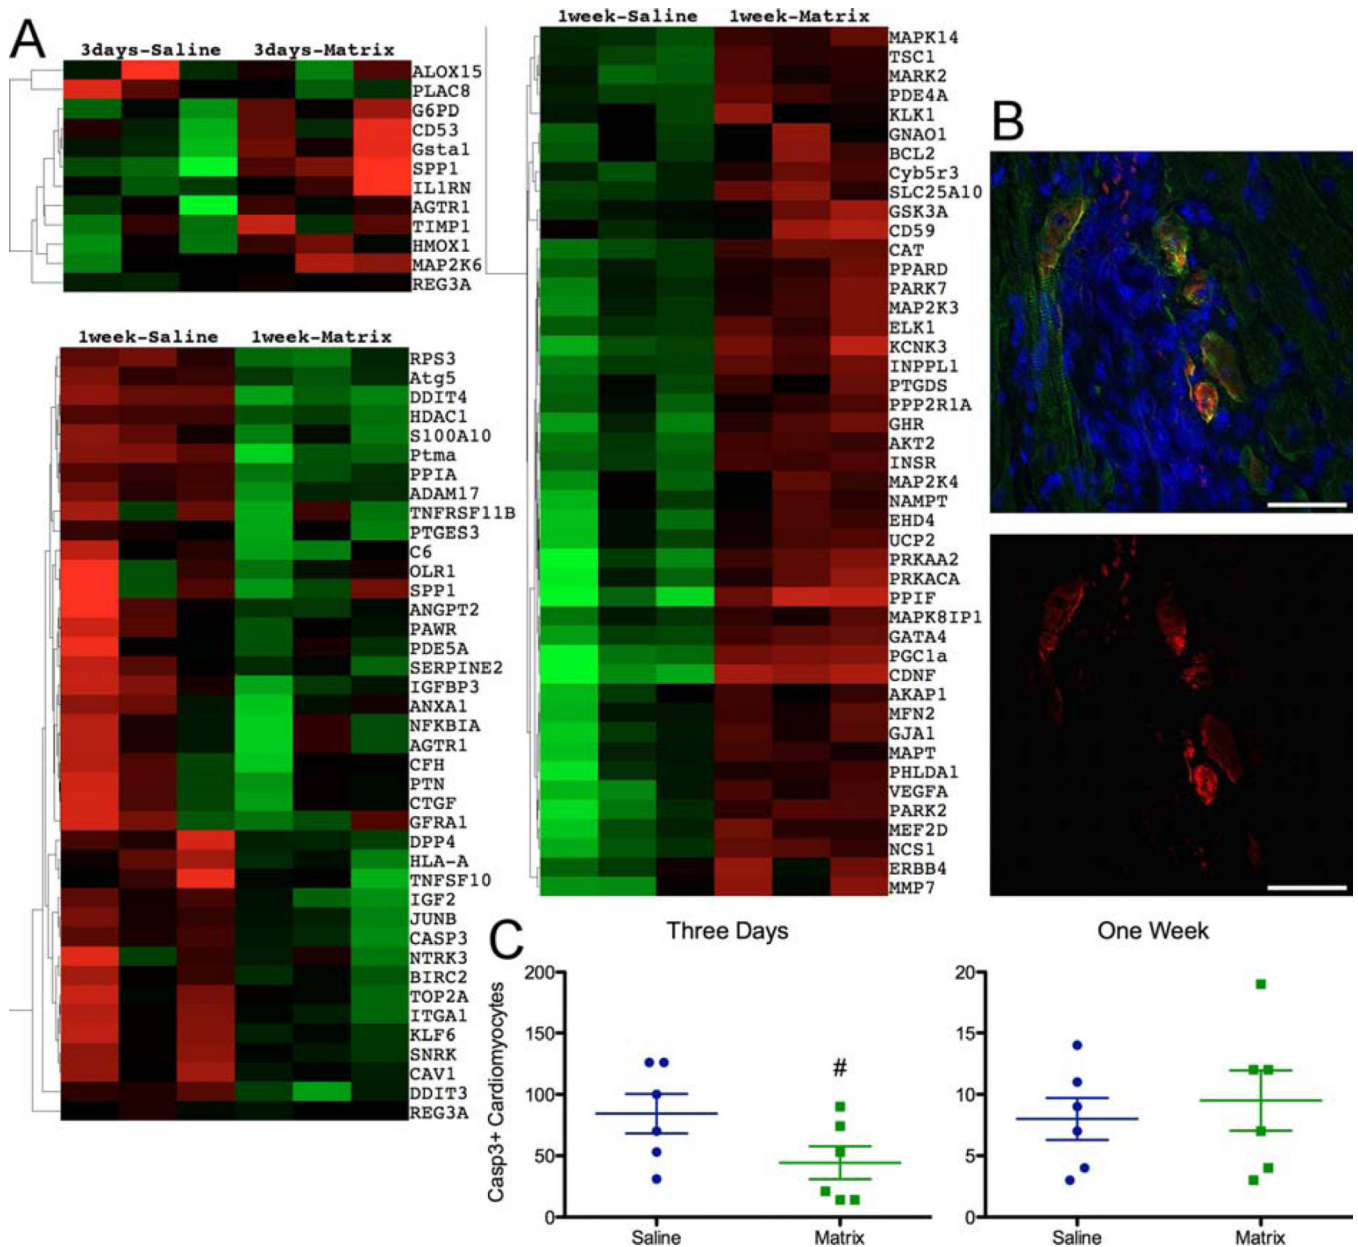 A
3days-Saline 3days-Matrix
ALOX15
PLAC8
G6PD
CD53
Gsta1
SPP1
IL1RN
AGTR1
TIMP1
HMOX1
MAP2K6
REG3A
1week-Saline 1week-Matrix
RPS3
Atg5
DDIT4
HDAC1
S100A10
Ptma
PPIA
ADAM17
TNFRSF11B
PTGES3
C6
OLR1
SPP1
ANGPT2
PAWR
PDE5A
SERPINE2
IGFBP3
ANXA1
NFKBIA
AGTR1
CFH
PTN
CTGF
GFRA1
DPP4
HLA-A
TNFSF10
IGF2
JUNB
CASP3
NTRK3
BIRC2
TOP2A
ITGA1
KLF6
SNRK
CAV1
DDIT3
REG3A
1week-Saline 1week-Matrix
MAPK14
TSC1
MARK2
PDE4A
KLK1
GNAO1
BCL2
Cyb5r3
SLC25A10
GSK3A
CD59
CAT
PPARD
PARK7
MAP2K3
ELK1
KCNK3
INPPL1
PTGDS
PPP2R1A
GHR
AKT2
INSR
MAP2K4
NAMPT
EHD4
UCP2
PRKAA2
PRKACA
PPIF
MAPK8IP1
GATA4
PGC1a
CDNF
AKAP1
MFN2
GJA1
MAPT
PHLDA1
VEGFA
PARK2
MEF2D
NCS1
ERBB4
MMP7
B
C
Three Days
Casp3+ Cardiomyocytes
200
150
100
50
0
#
Saline Matrix
One Week
20
15
10
5
0
Saline Matrix